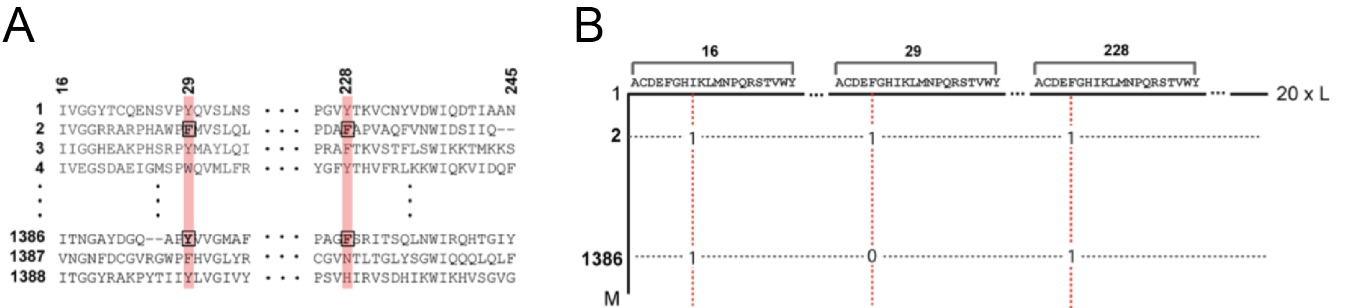 A
16 29 228 245
1 IVGGYTCQENSVPYQVSLNS · · · · PGVYTKVCNYVDWIQDTIAAN
2 IVGGRRARPHAWPFMVSLQL · · · · PDAFAPVAQFVNWIDSIIQ--
3 IIGGHEAKPHSRPYMAYLQI · · · · PRAFTKVSTFLSWIKKTMKKS
4 IVEGSDAEIGMSPWQVMLFR · · · · YGFYTHVFRLKKWIQKVIDQF
1386 ITNGAYDGQ--APYVVGMAF · · · · PAGFSRITSQLNWIRQHTGIY
1387 VNGNFDCGVRGWPFHVGLYR · · · · CGVNTLTGLYSGWIQQQLQLF
1388 ITGGYRAKPYTIIYLVGIVY · · · · PSVHIRVSDHIKWIKHVSGVG
B
16 29 228
ACDEFGHIKLMNPQRSTVWY ACDEFGHIKLMNPQRSTVWY ACDEFGHIKLMNPQRSTVWY
1 ... ... ... 20 x L
2 1 1 1
1386 1 0 1
M